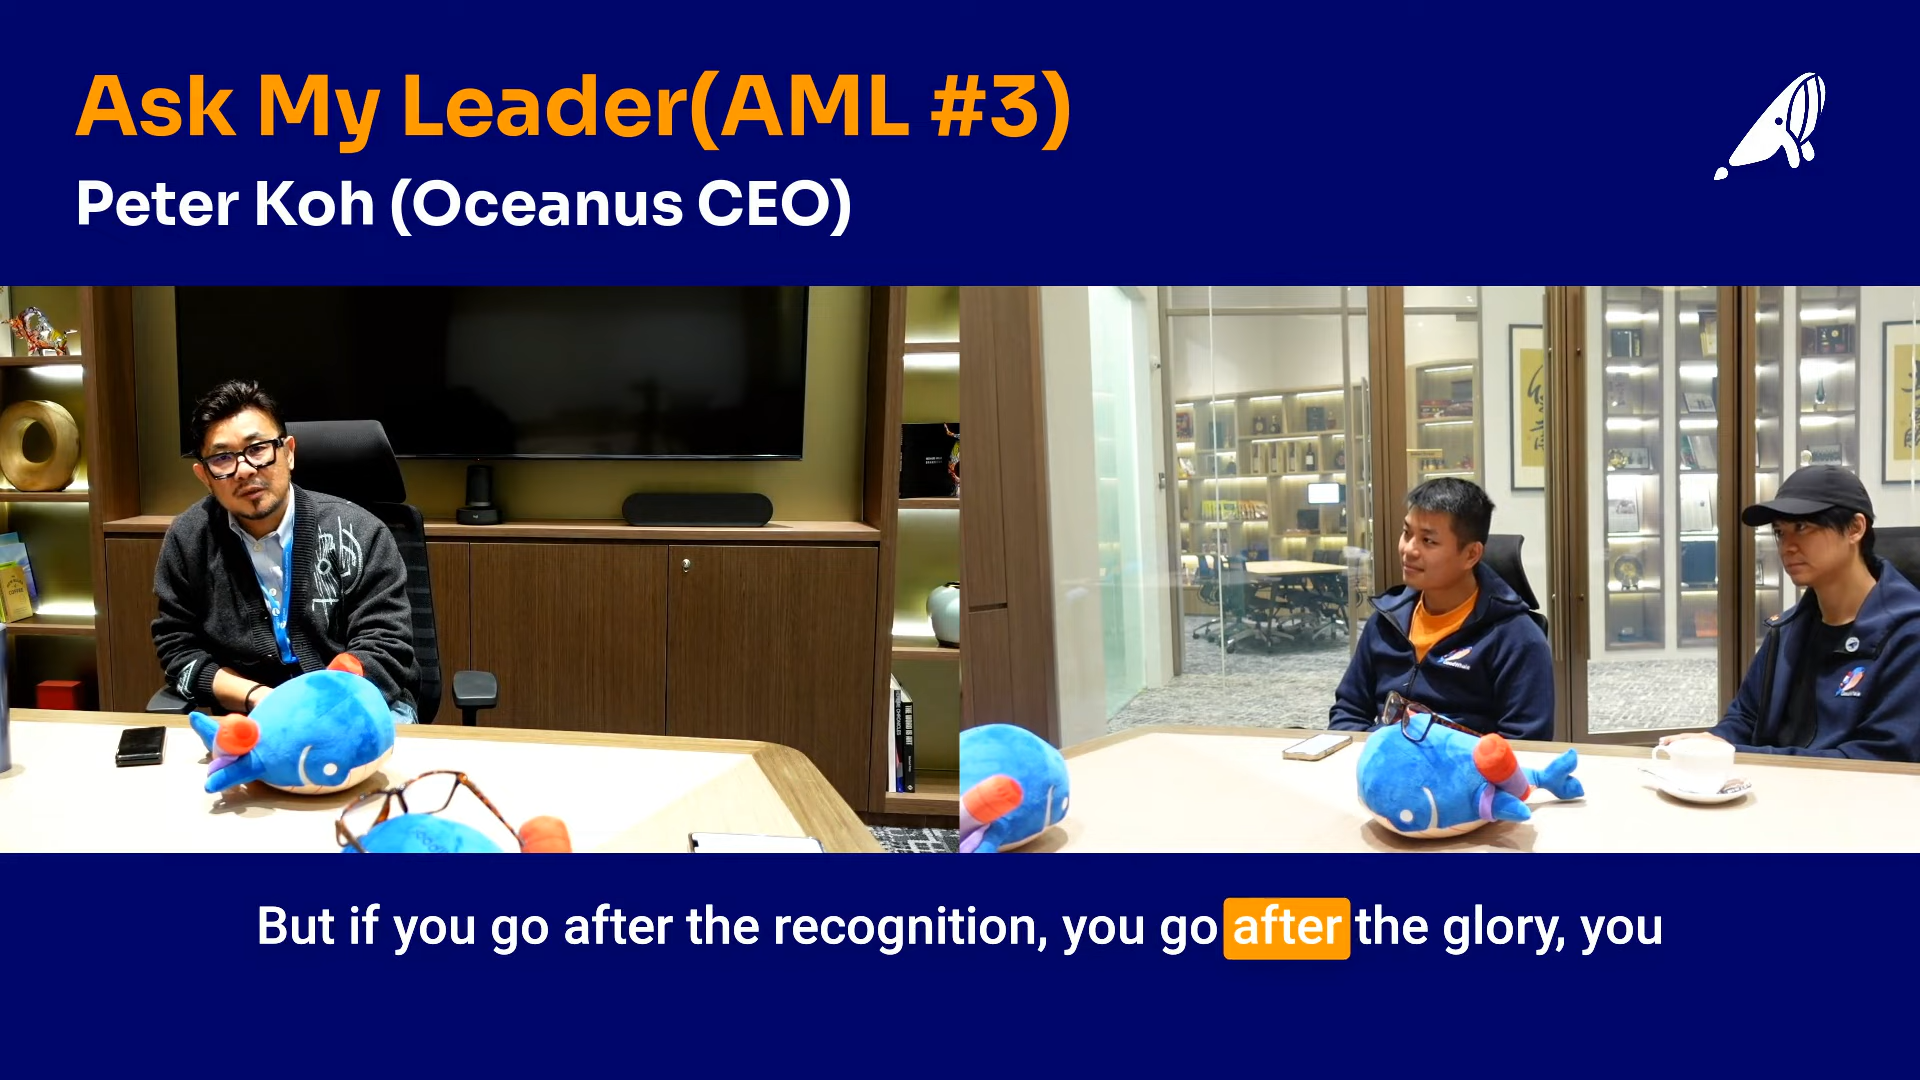 Ask My Leader(AML #3)
Peter Koh (Oceanus CEO)
But if you go after the recognition, you go after the glory, you